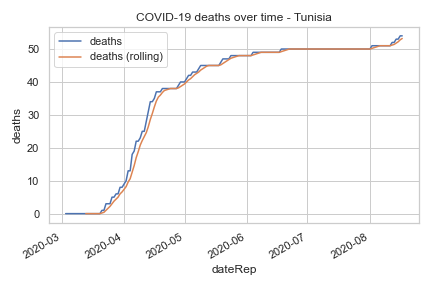 COVID-19 deaths over time - Tunisia
deaths
deaths (rolling)
50
40
30
20
10
0
deaths
2020-03
2020-04
2020-05
2020-06
2020-07
2020-08
dateRep